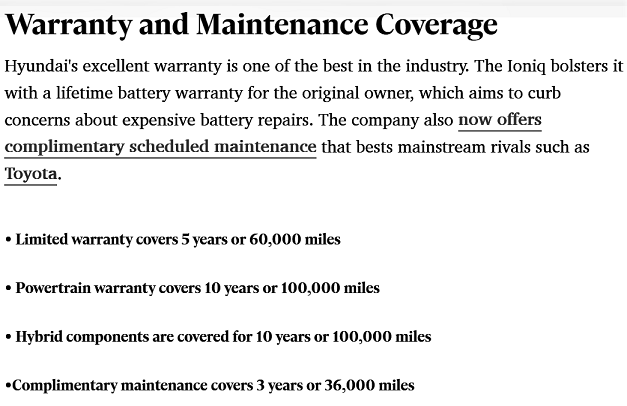 Warranty and Maintenance Coverage
Hyundai's excellent warranty is one of the best in the industry. The Ioniq bolsters it
with a lifetime battery warranty for the original owner, which aims to curb
concerns about expensive battery repairs. The company also now offers
complimentary scheduled maintenance that bests mainstream rivals such as
Toyota.
• Limited warranty covers 5 years or 60,000 miles
• Powertrain warranty covers 10 years or 100,000 miles
• Hybrid components are covered for 10 years or 100,000 miles
•Complimentary maintenance covers 3 years or 36,000 miles